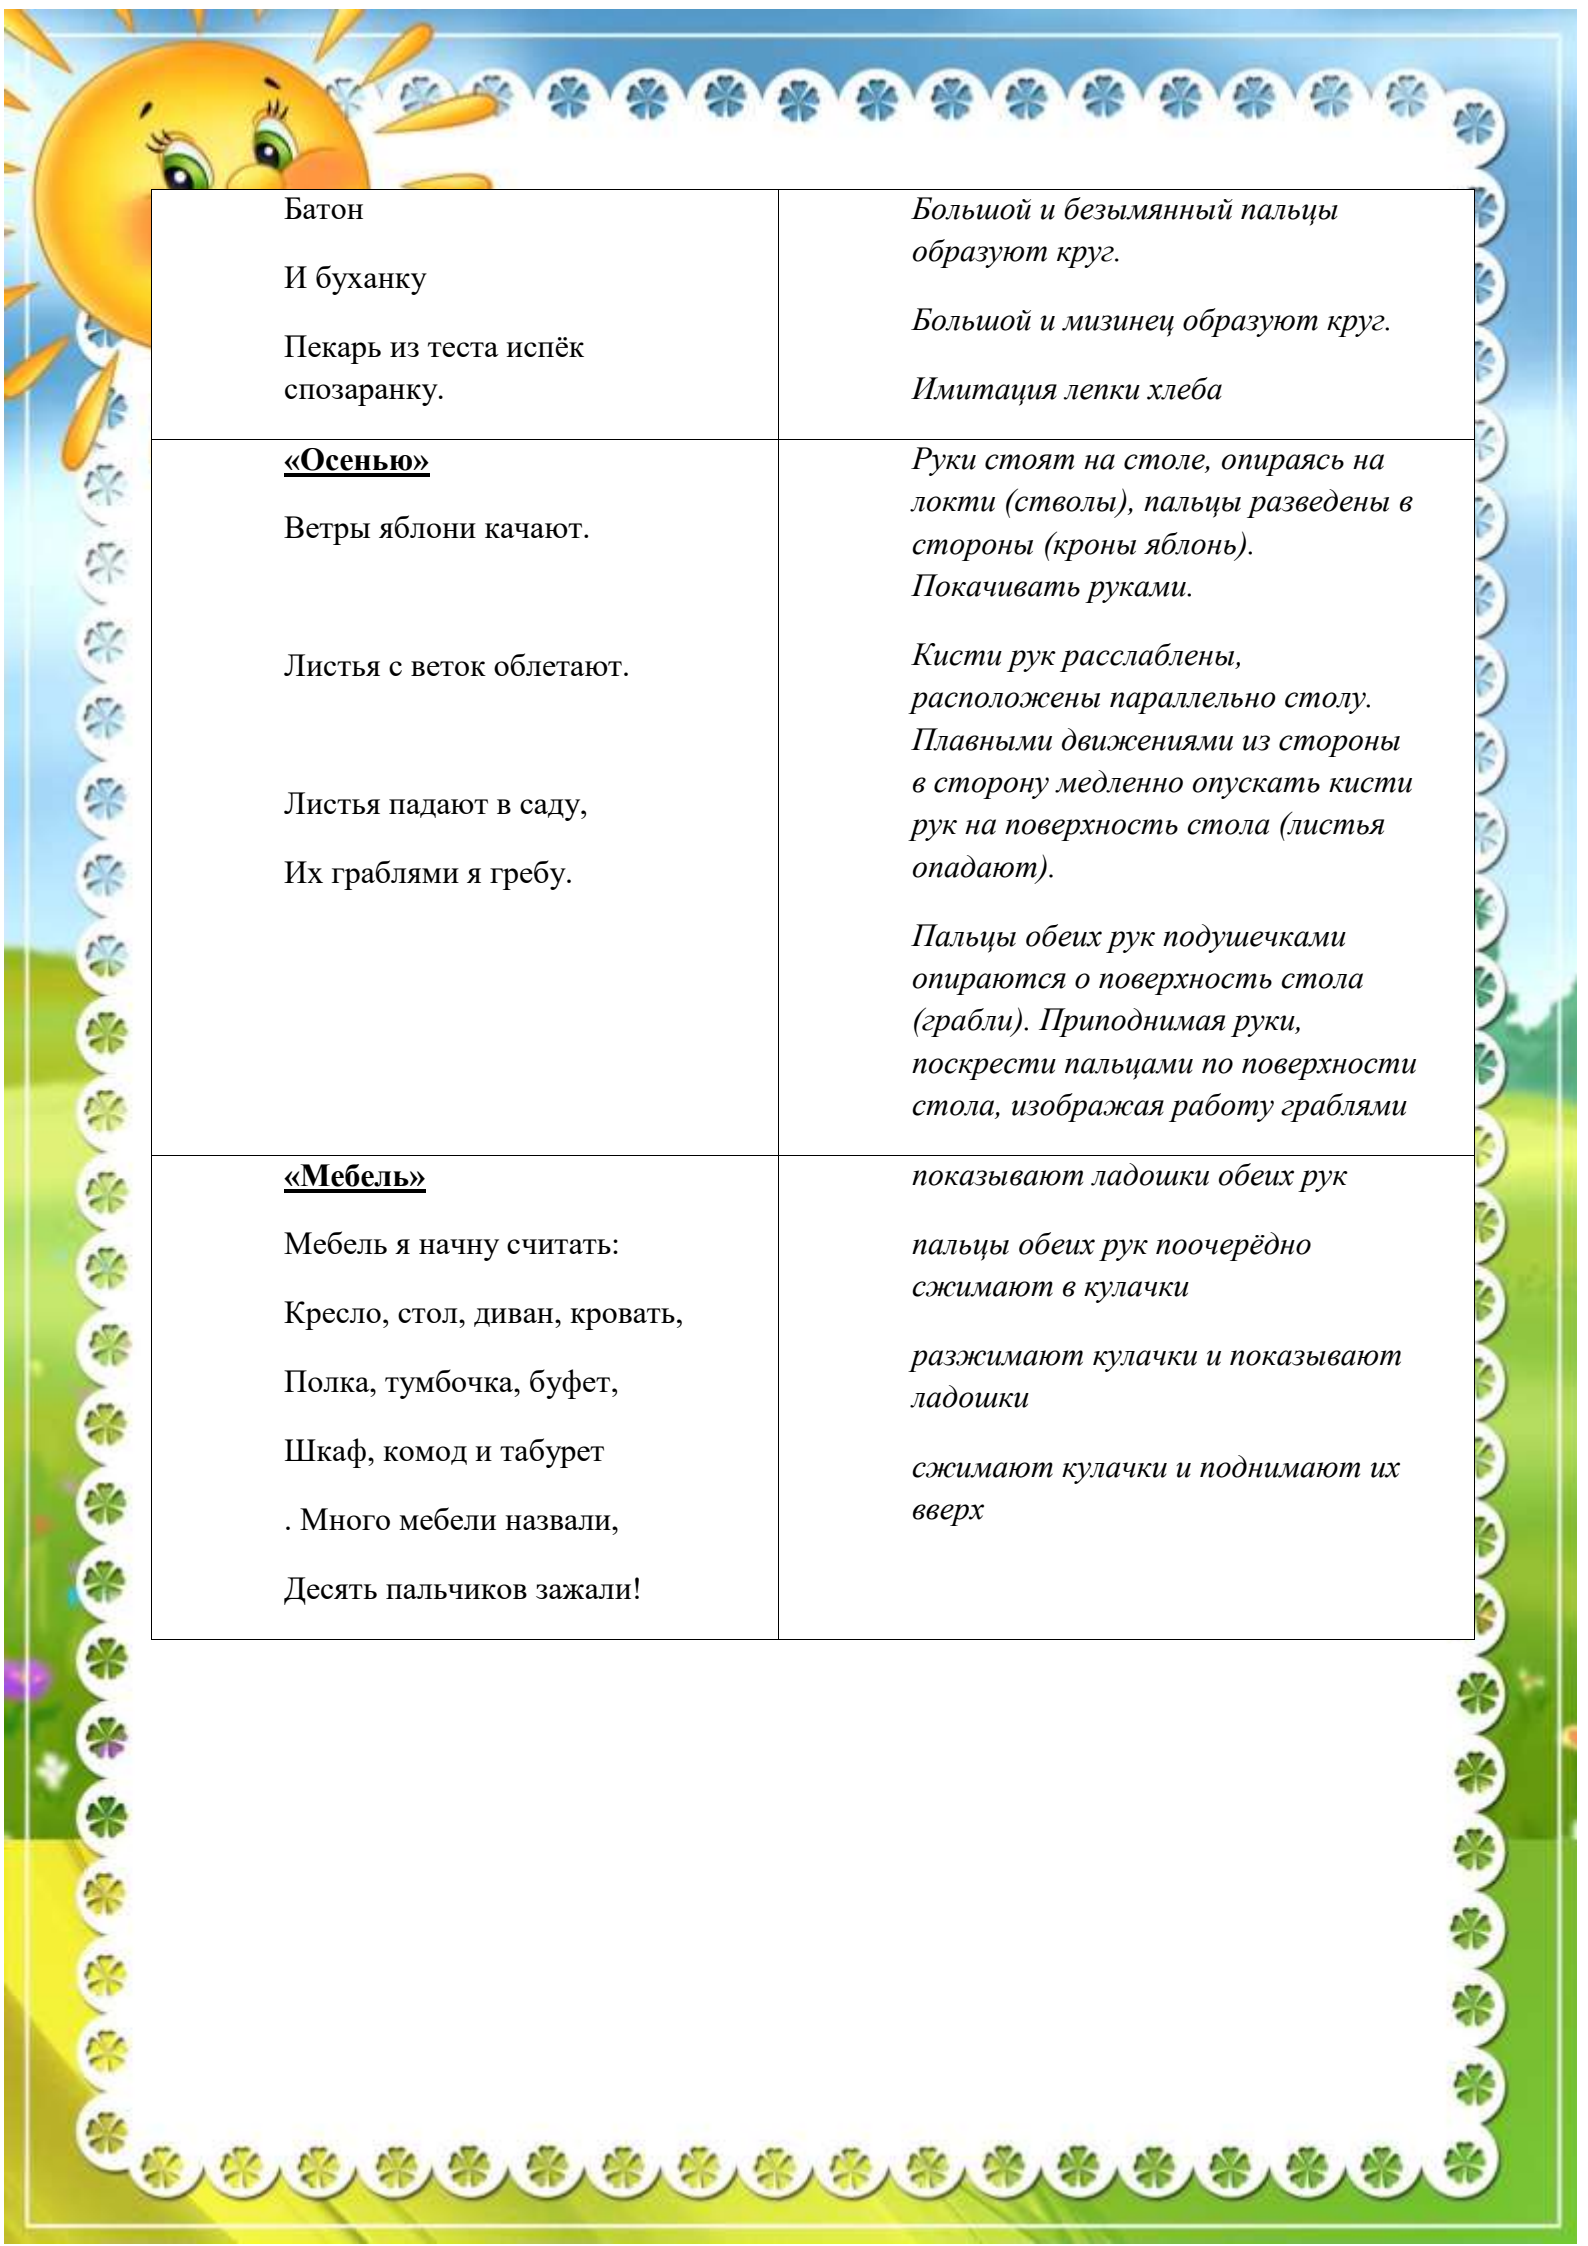 Батон
И буханку
Пекарь из теста испёк
спозаранку.
Большой и безымянный пальцы
образуют круг.
Большой и мизинец образуют круг.
Имитация лепки хлеба
«Осенью»
Ветры яблони качают.
Листья с веток облетают.
Листья падают в саду,
Их граблями я гребу.
Руки стоят на столе, опираясь на
локти (стволы), пальцы разведены в
стороны (кроны яблонь).
Покачивать руками.
Кисти рук расслаблены,
расположены параллельно столу.
Плавными движениями из стороны
в сторону медленно опускать кисти
рук на поверхность стола (листья
опадают).
Пальцы обеих рук подушечками
опираются о поверхность стола
(грабли). Приподнимая руки,
поскрести пальцами по поверхности
стола, изображая работу граблями
«Мебель»
Мебель я начну считать:
Кресло, стол, диван, кровать,
Полка, тумбочка, буфет,
Шкаф, комод и табурет
. Много мебели назвали,
Десять пальчиков зажали!
показывают ладошки обеих рук
пальцы обеих рук поочерёдно
сжимают в кулачки
разжимают кулачки и показывают
ладошки
сжимают кулачки и поднимают их
вверх